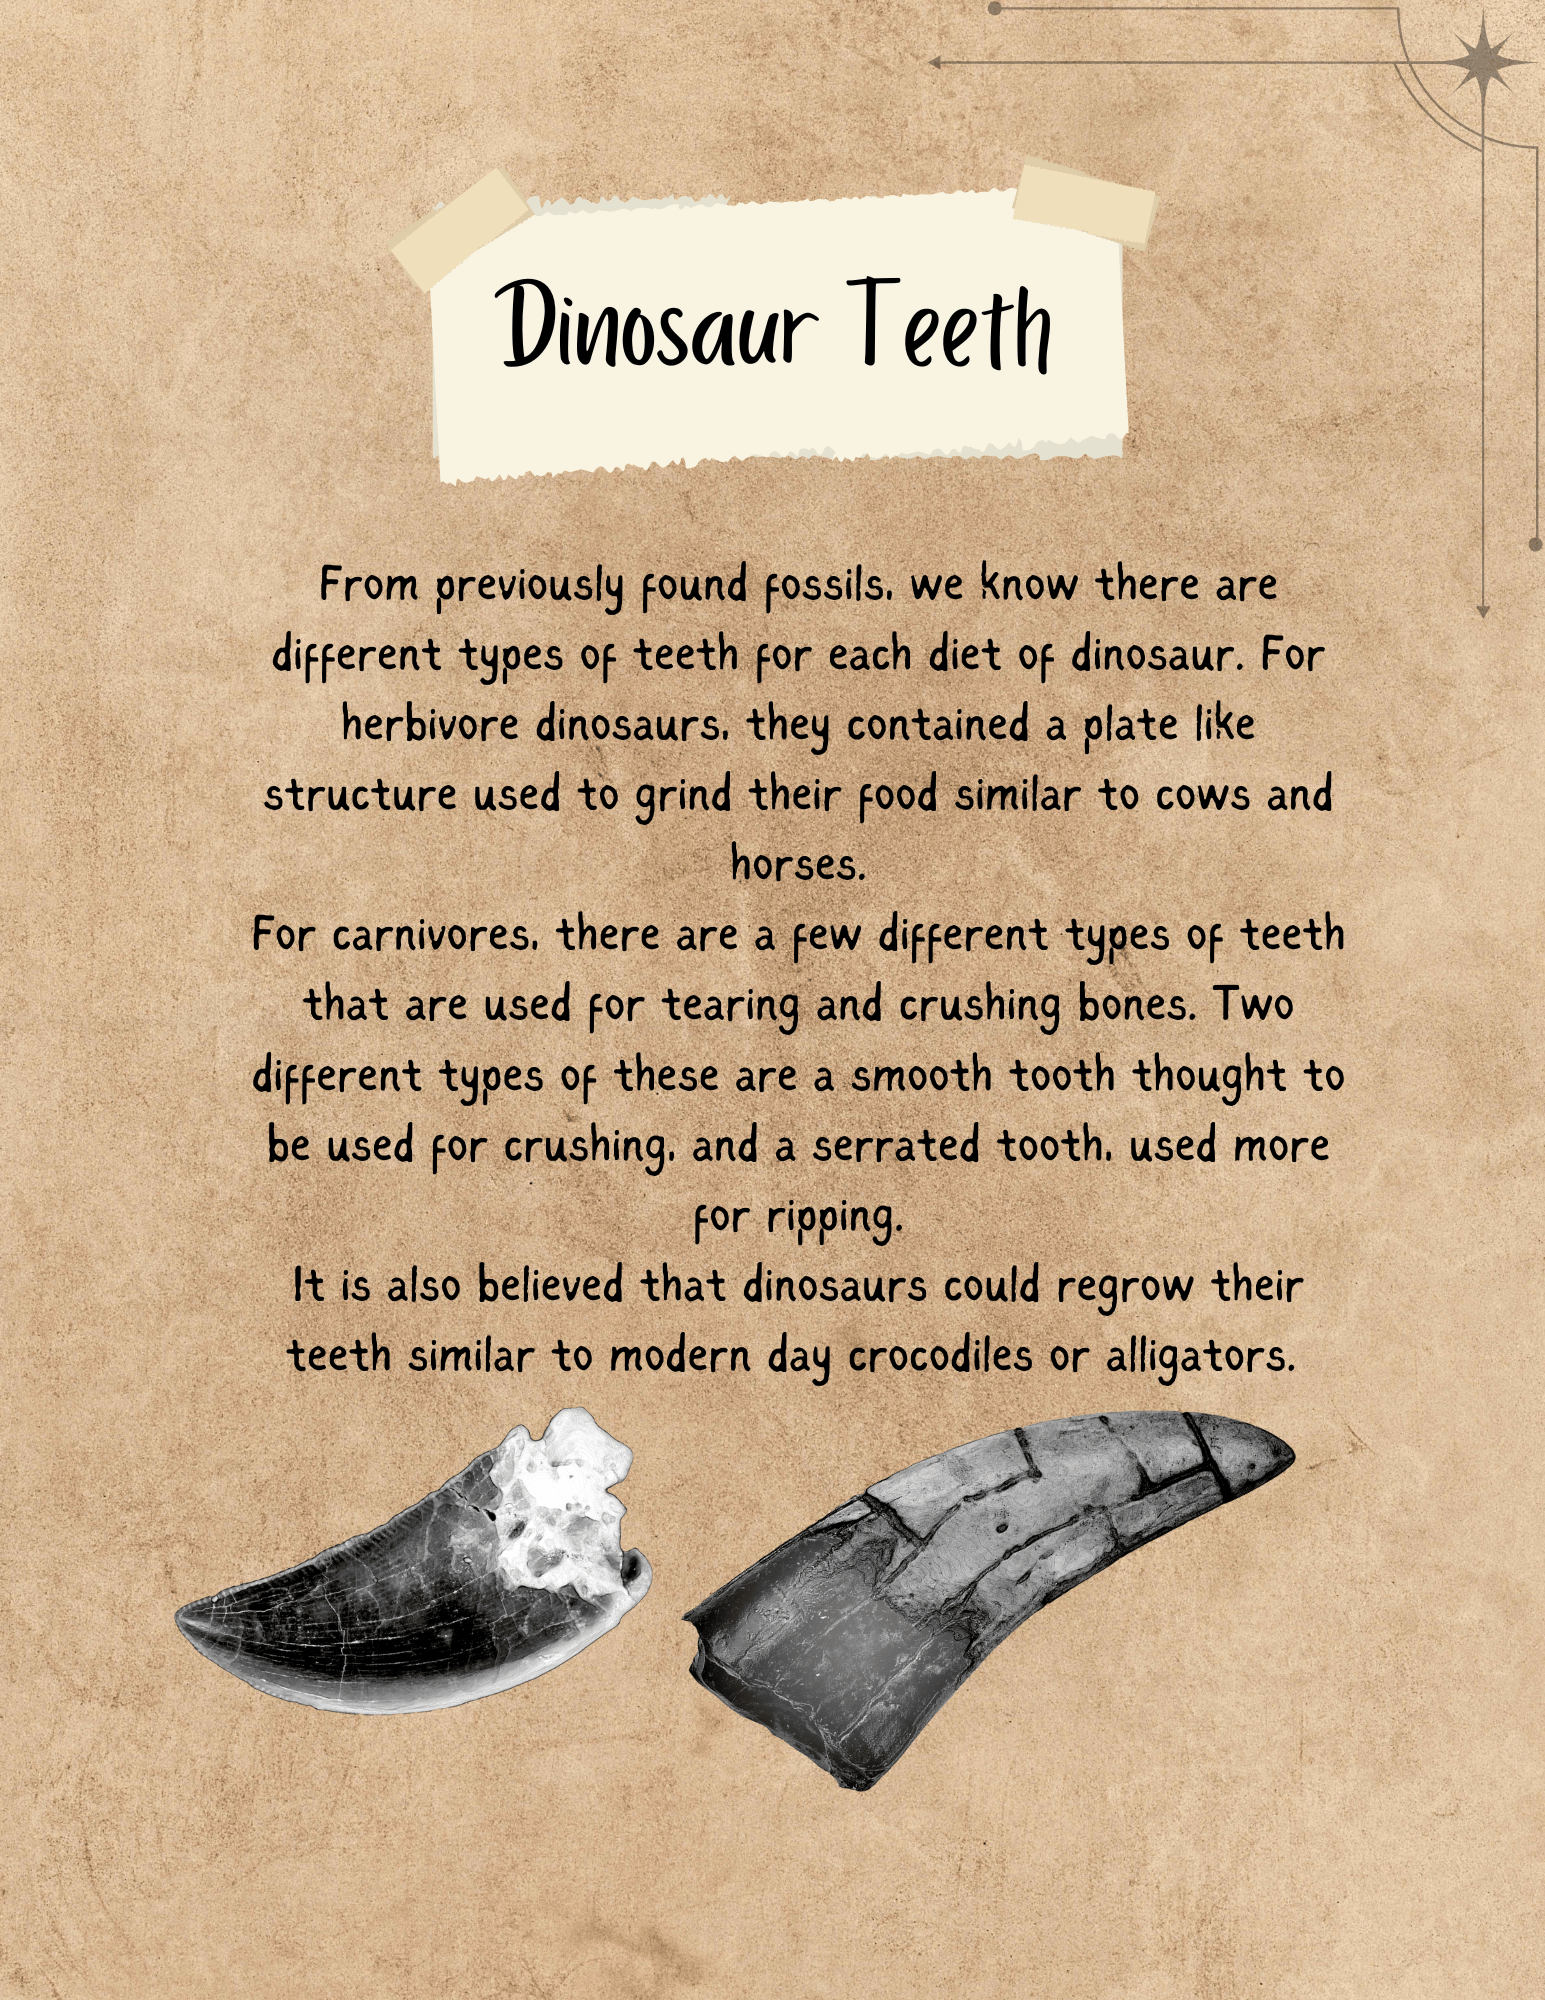 Dinosaur Teeth
From previously found fossils, we know there are
different types of teeth for each diet of dinosaur. For
herbivore dinosaurs, they contained a plate like
structure used to grind their food similar to cows and
horses.
For carnivores, there are a few different types of teeth
that are used for tearing and crushing bones. Two
different types of these are a smooth tooth thought to
be used for crushing, and a serrated tooth, used more
for ripping.
It is also believed that dinosaurs could regrow their
teeth similar to modern day crocodiles or alligators.